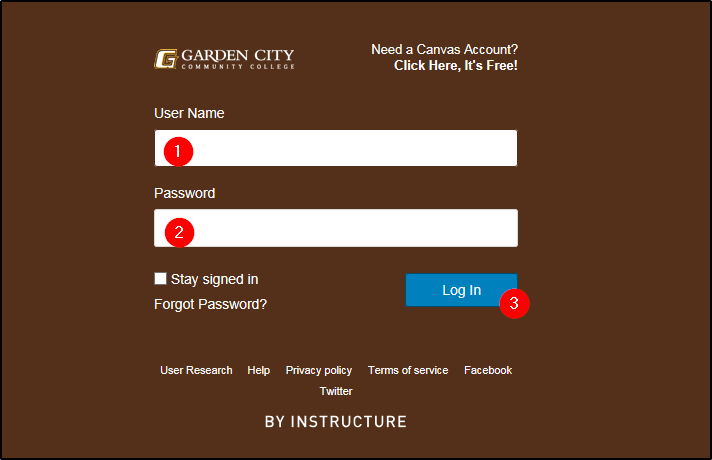 GARDEN CITY
COMMUNITY COLLEGE
Need a Canvas Account?
Click Here, It's Free!
User Name
1
Password
2
Stay signed in
Log In
3
Forgot Password?
User Research Help Privacy policy Terms of service Facebook
Twitter
BY INSTRUCTURE